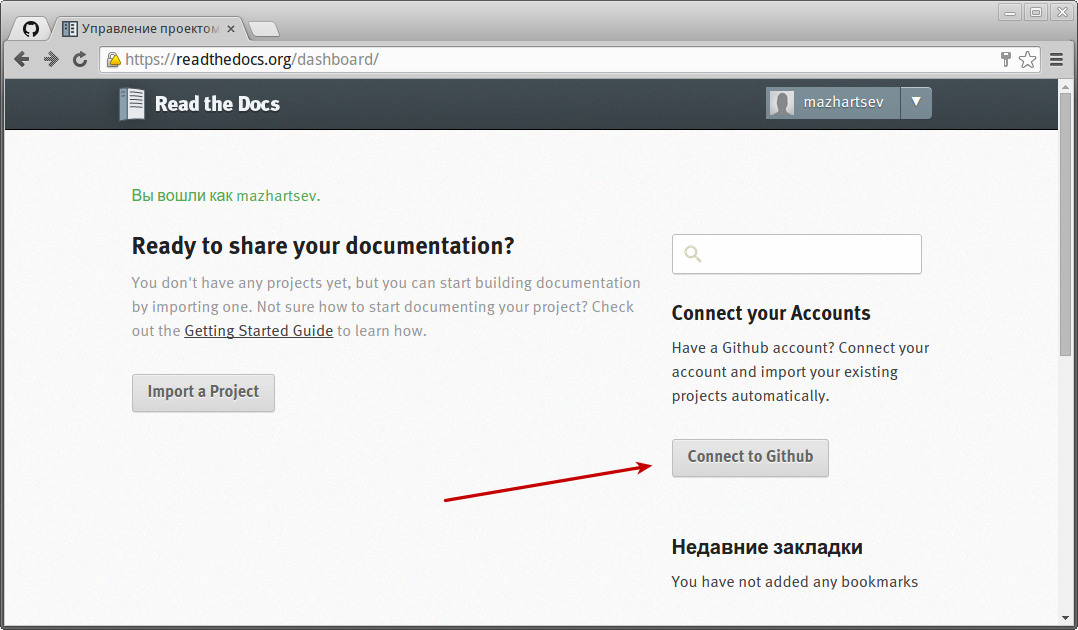 Управление проектом
https://readthedocs.org/dashboard/
Read the Docs
mazhartsev
Вы вошли как mazhartsev.
Ready to share your documentation?
You don't have any projects yet, but you can start building documentation
by importing one. Not sure how to start documenting your project? Check
out the Getting Started Guide to learn how.
Import a Project
Connect your Accounts
Have a Github account? Connect your
account and import your existing
projects automatically.
Connect to Github
Недавние закладки
You have not added any bookmarks